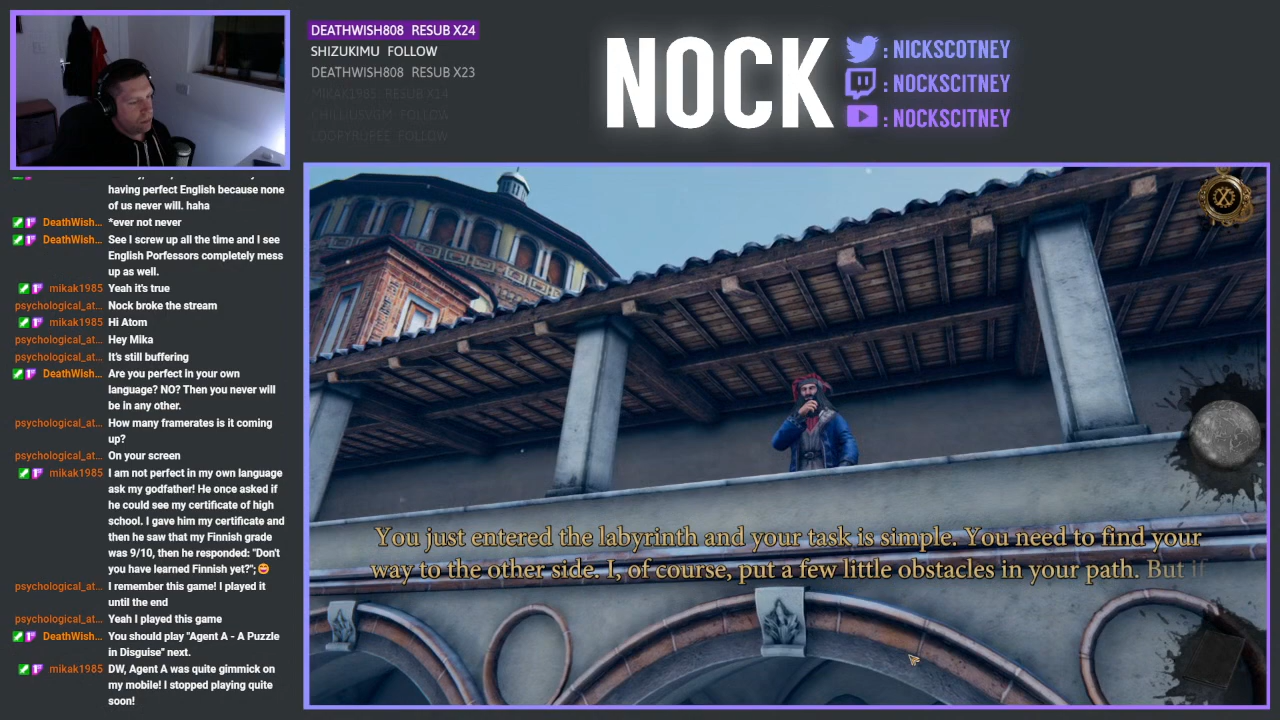 DEATHWISH808 RESUB X24
SHIZUKIMU FOLLOW
DEATHWISH808 RESUB X23
MIKAK1985 RESUB X14
NOCK
: NICKSCOTNEY
: NOCKSCITNEY
: NOCKSCITNEY
having perfect English because none
of us never will. haha
DeathWish... *ever not never
DeathWish... See I screw up all the time and I see
English Porfessors completely mess
up as well.
mikak1985 Yeah it's true
psychological_at... Nock broke the stream
mikak1985 Hi Atom
psychological_at... Hey Mika
psychological_at... It's still buffering
DeathWish... Are you perfect in your own
language? NO? Then you never will
be in any other.
psychological_at... How many framerates is it coming
up?
psychological_at... On your screen
mikak1985 I am not perfect in my own language
ask my godfather! He once asked if
he could see my certificate of high
school. I gave him my certificate and
then he saw that my Finnish grade
was 9/10, then he responded: "Don't
you have learned Finnish yet?";😄
psychological_at... I remember this game! I played it
until the end
psychological_at... Yeah I played this game
DeathWish... You should play "Agent A - A Puzzle
in Disguise" next.
mikak1985 DW, Agent A was quite gimmick on
my mobile! I stopped playing quite
soon!
You just entered the labyrinth and your task is simple. You need to find your
way to the other side. I, of course, put a few little obstacles in your path. But if